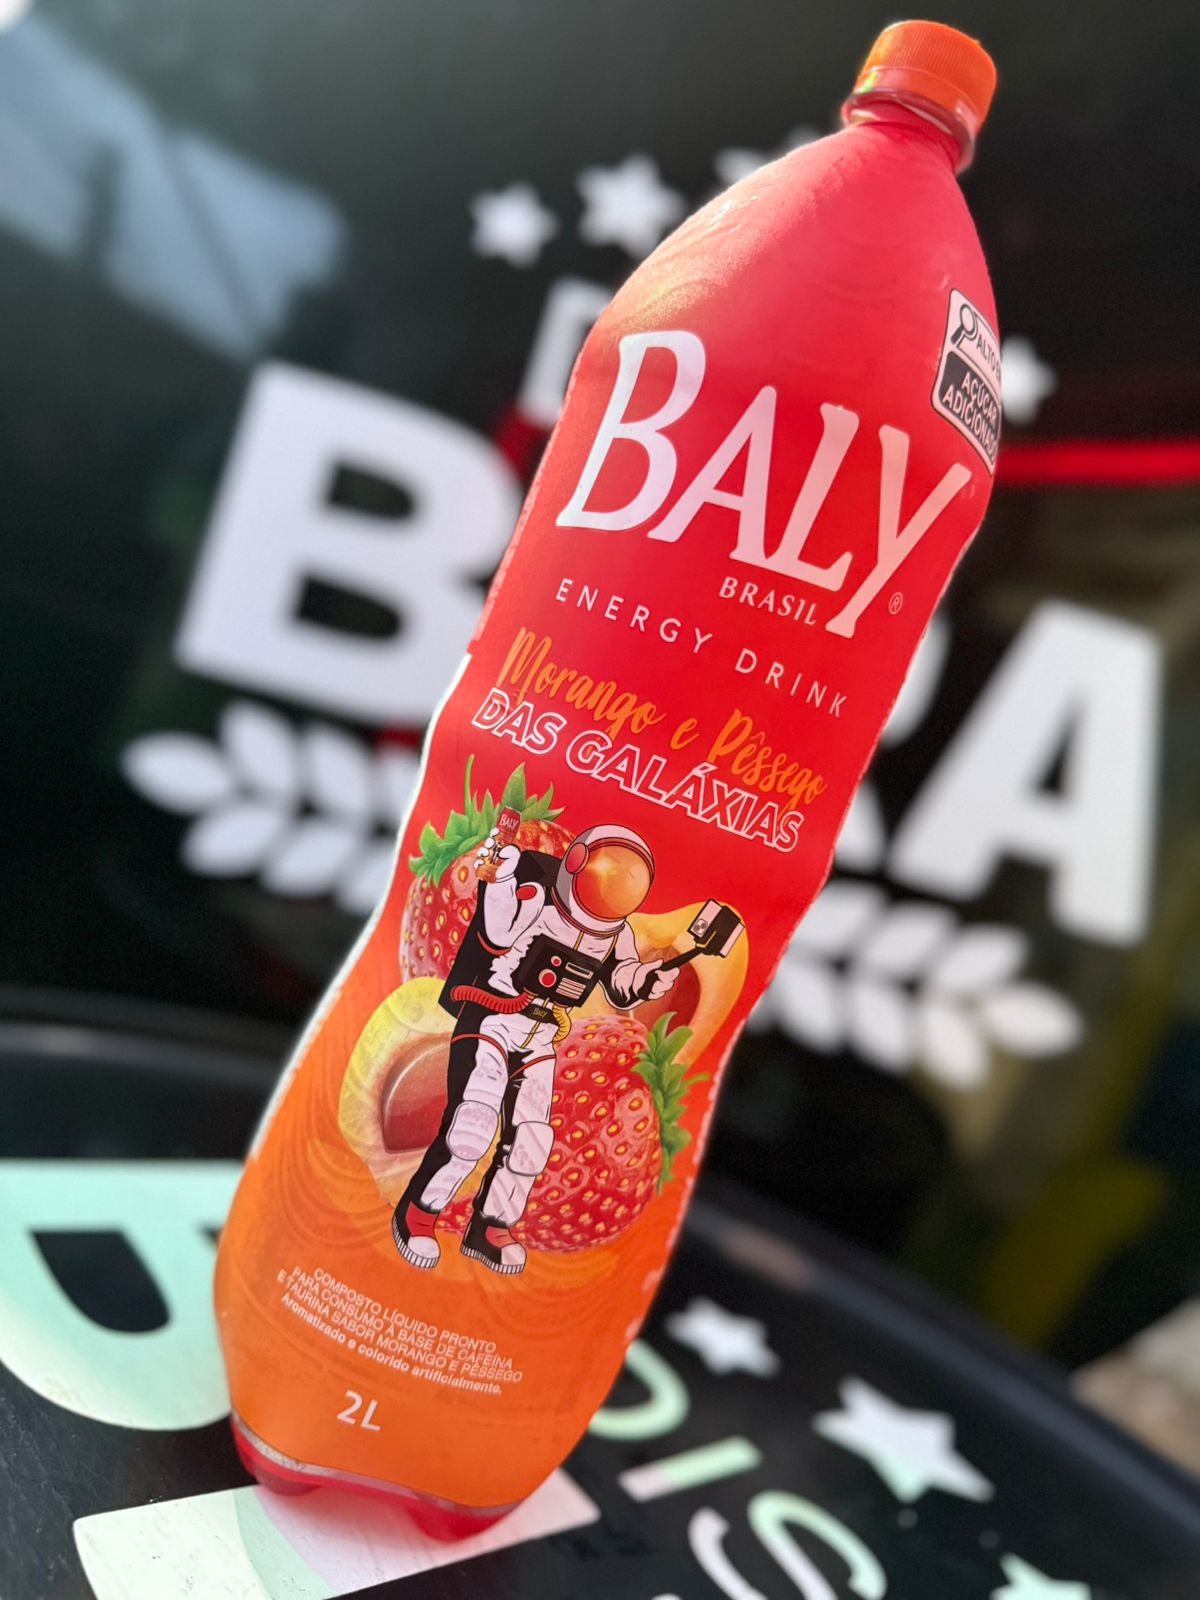 BALY
BRASIL
®
ENERGY DRINK
Morango e Pêssego
DAS GALÁXIAS
ALTO EM
AÇÚCAR
ADICIONADO
BALY
BALY
COMPOSTO LÍQUIDO PRONTO
PARA CONSUMO À BASE DE CAFEÍNA
E TAURINA SABOR MORANGO E PÊSSEGO
Aromatizado e colorido artificialmente.
2L